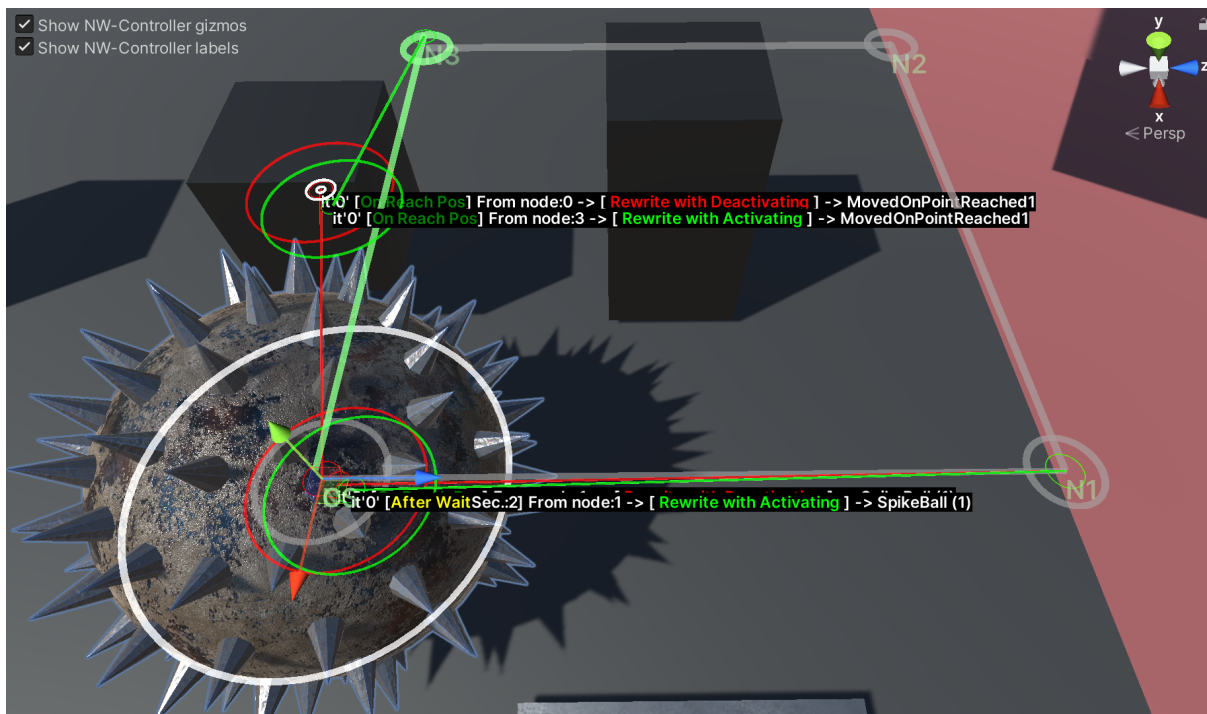 Show NW-Controller gizmos
Show NW-Controller labels
y
z
x
Persp
N3
N2
it'0' [On Reach Pos] From node:0 -> [ Rewrite with Deactivating ] -> MovedOnPointReached1
it'0' [On Reach Pos] From node:3 -> [ Rewrite with Activating ] -> MovedOnPointReached1
N1
it'0' [After WaitSec.:2] From node:1 -> [ Rewrite with Activating ] -> SpikeBall (1)